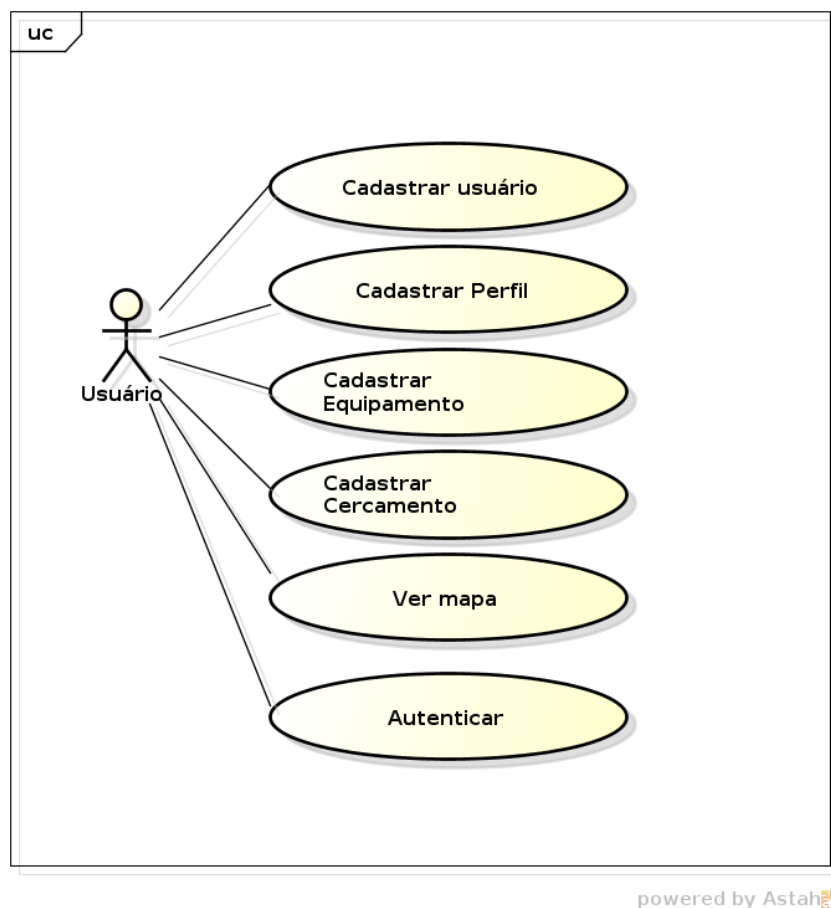 uc
Cadastrar usuário
Cadastrar Perfil
Cadastrar
Equipamento
Usuário
Cadastrar
Cercamento
Ver mapa
Autenticar
powered by Astah